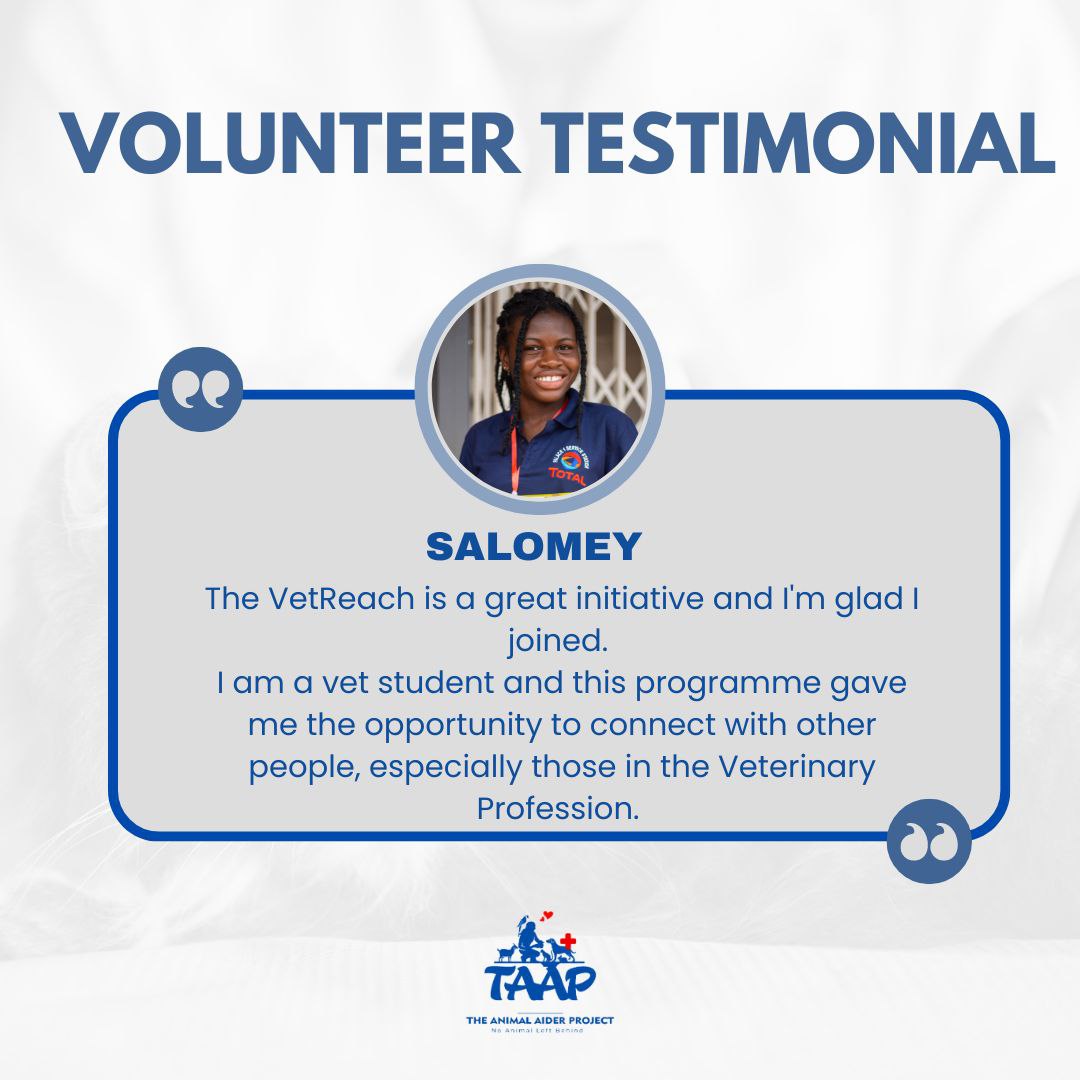 VOLUNTEER TESTIMONIAL
TOTAL
SALOMEY
The VetReach is a great initiative and I'm glad I
joined.
I am a vet student and this programme gave
me the opportunity to connect with other
people, especially those in the Veterinary
Profession.
TAAP
THE ANIMAL AIDER PROJECT
No Animal Left Behind